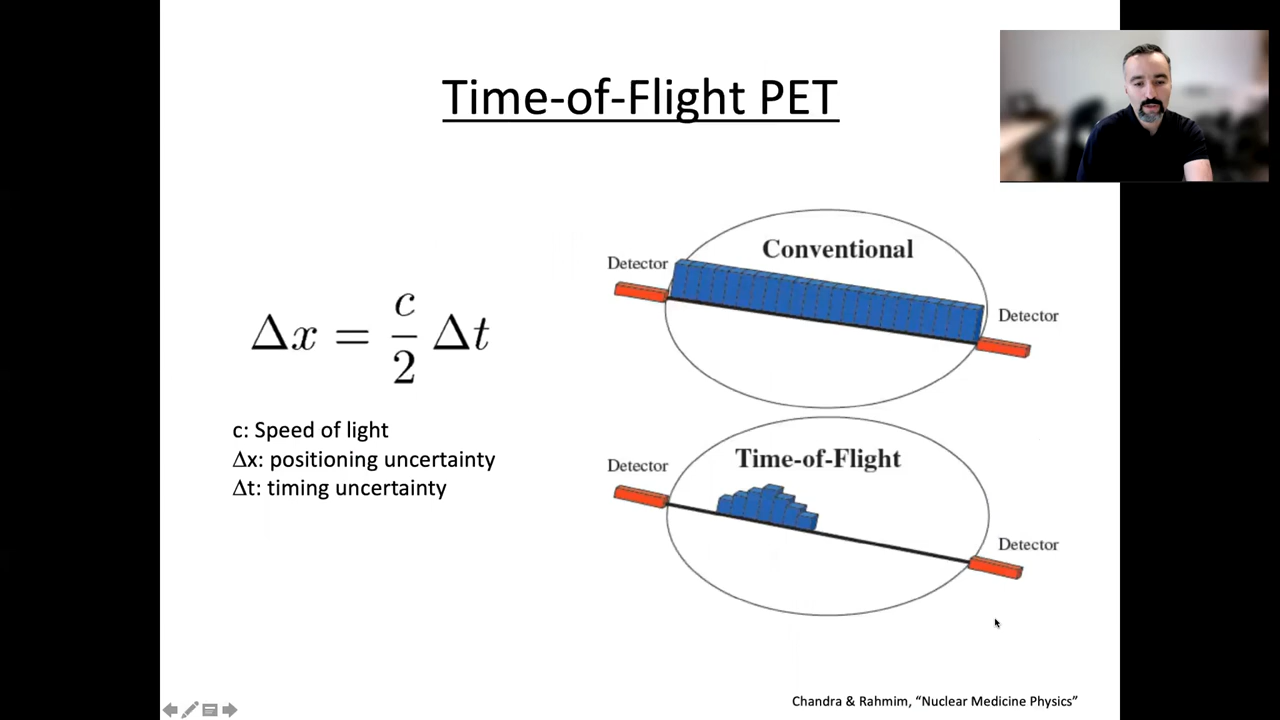 Time-of-Flight PET
Δx = c/2 Δt
c: Speed of light
Δx: positioning uncertainty
Δt: timing uncertainty
Conventional
Detector
Detector
Time-of-Flight
Detector
Detector
Chandra & Rahmim, “Nuclear Medicine Physics”